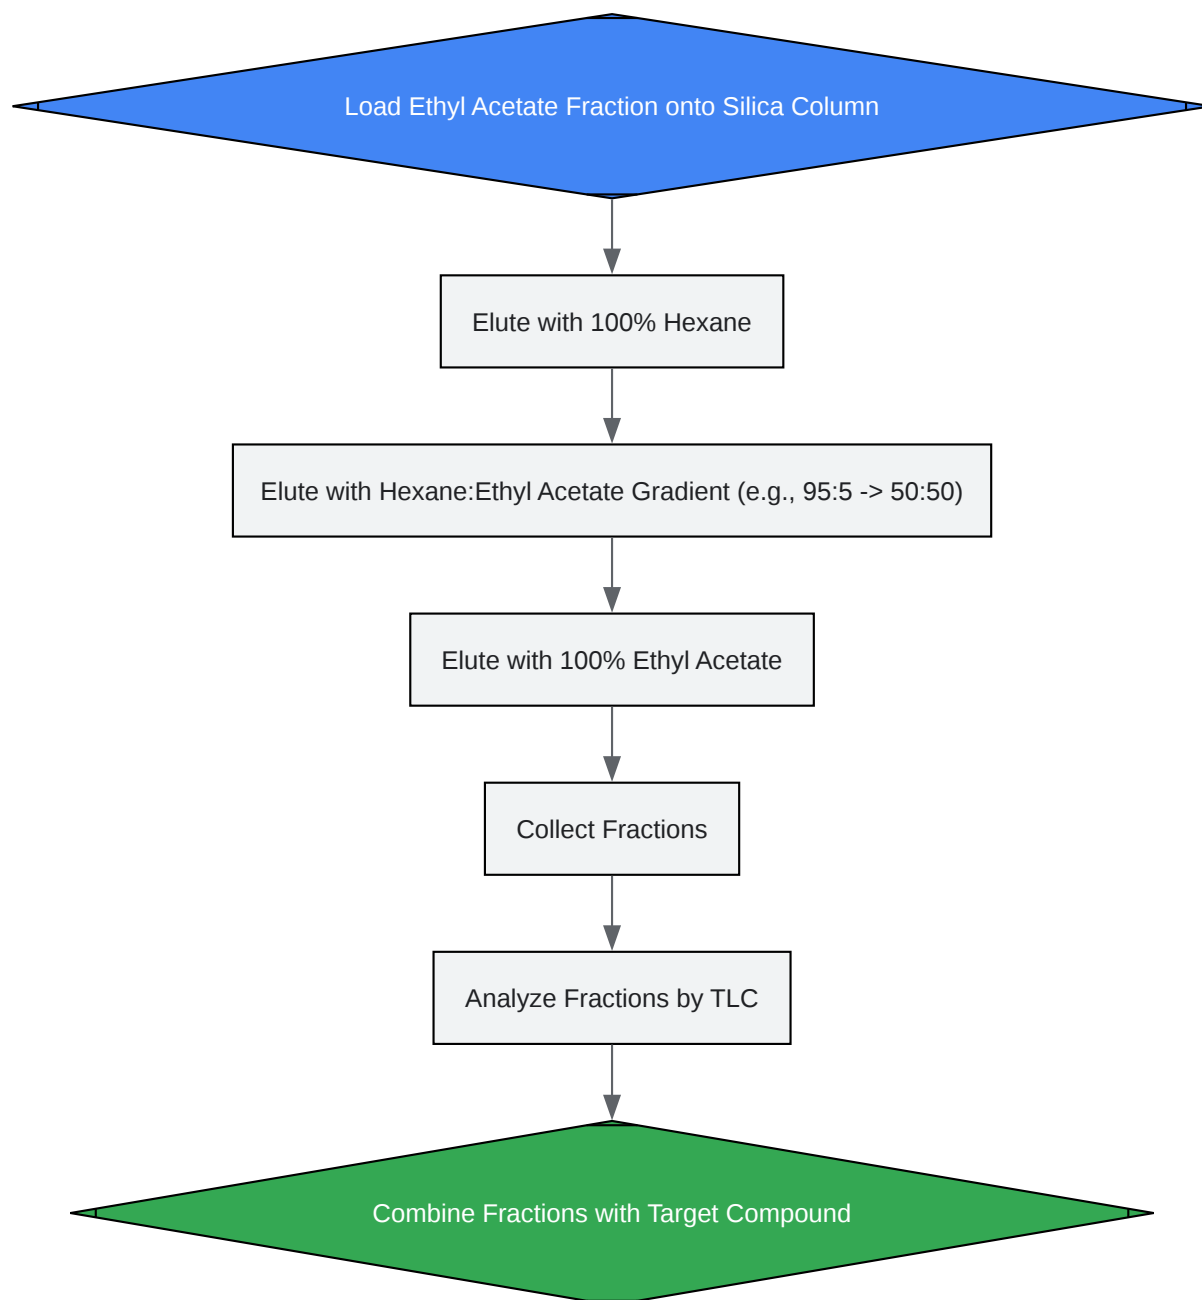 Load Ethyl Acetate Fraction onto Silica Column
Elute with 100% Hexane
Elute with Hexane:Ethyl Acetate Gradient (e.g., 95:5 -> 50:50)
Elute with 100% Ethyl Acetate
Collect Fractions
Analyze Fractions by TLC
Combine Fractions with Target Compound